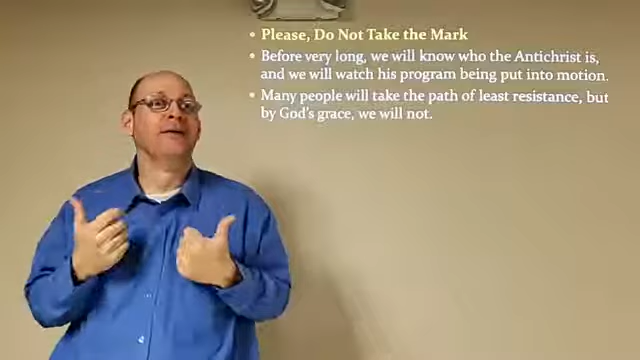 • Please, Do Not Take the Mark
• Before very long, we will know who the Antichrist is,
and we will watch his program being put into motion.
• Many people will take the path of least resistance, but
by God's grace, we will not.